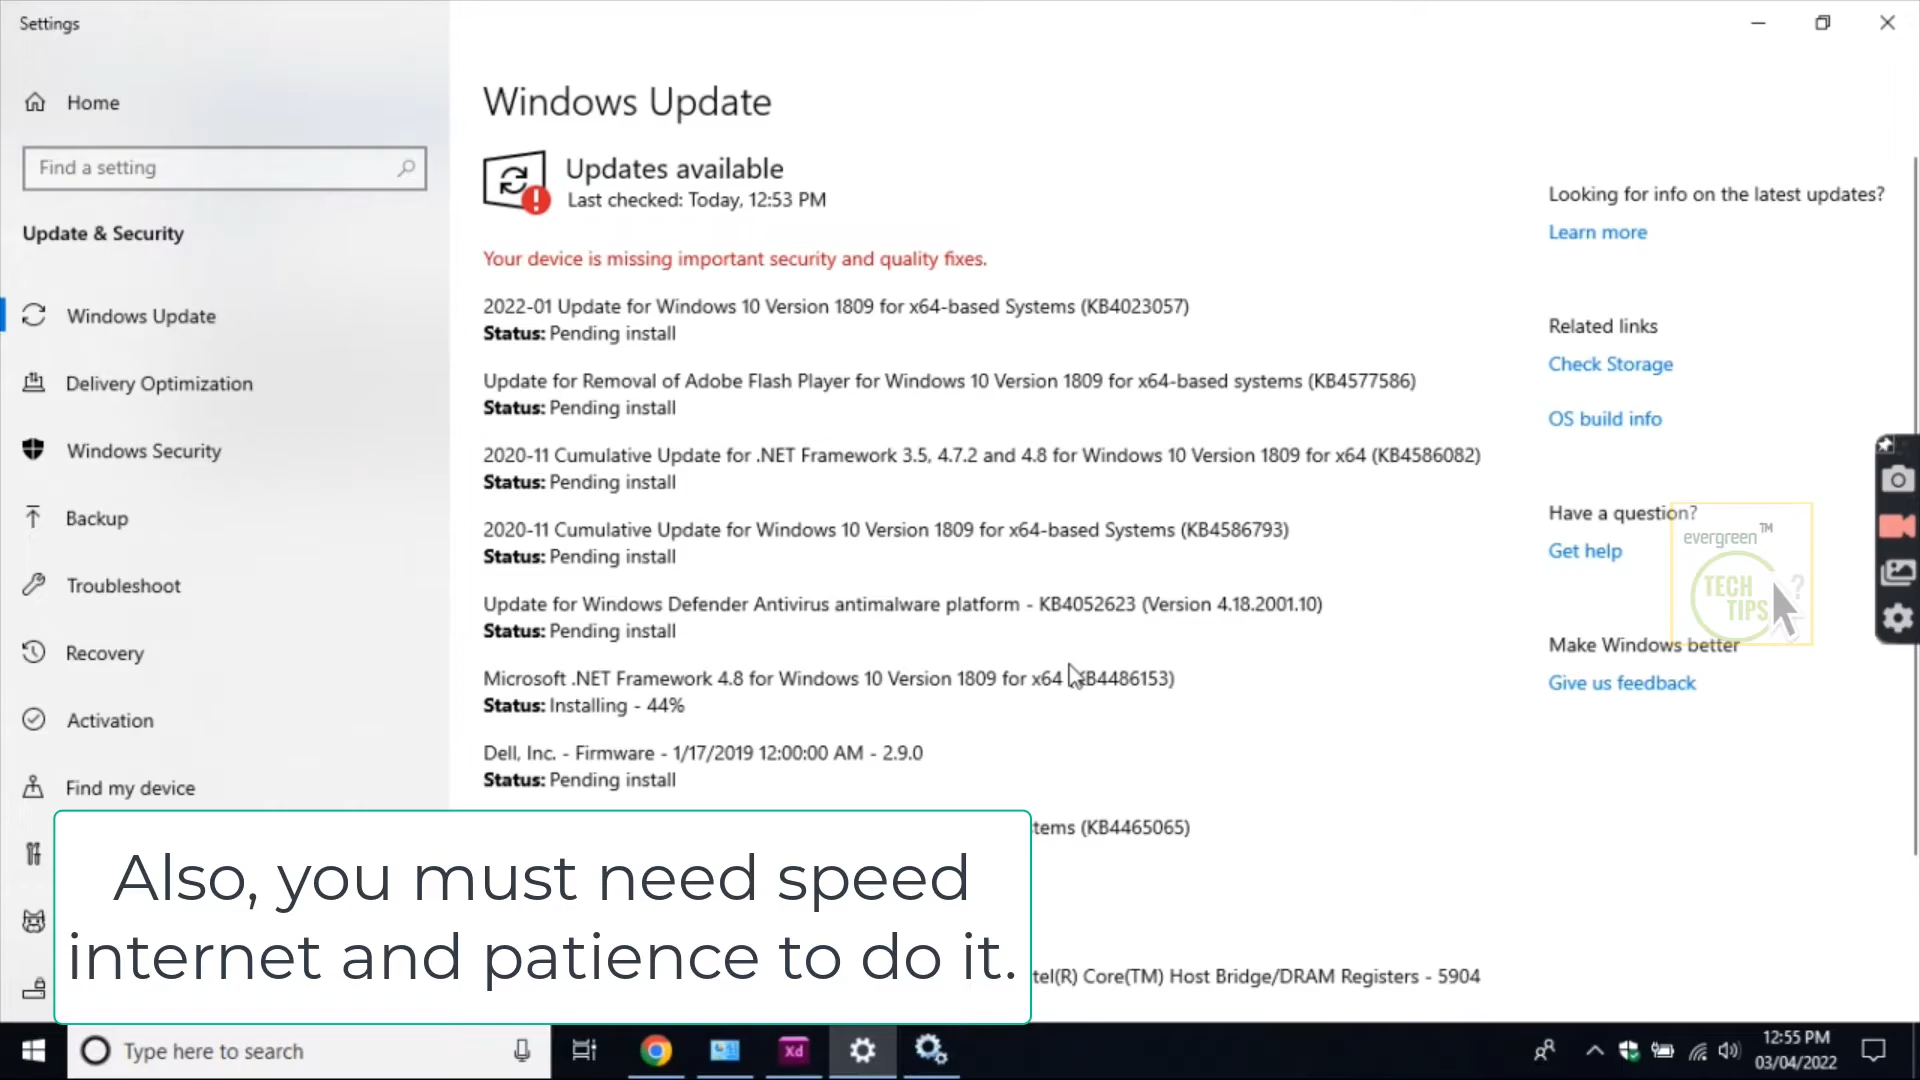 Settings
Home
Find a setting
Update & Security
Windows Update
Delivery Optimization
Windows Security
Backup
Troubleshoot
Recovery
Activation
Find my device
Windows Update
Updates available
Last checked: Today, 12:53 PM
Your device is missing important security and quality fixes.
2022-01 Update for Windows 10 Version 1809 for x64-based Systems (KB4023057)
Status: Pending install
Update for Removal of Adobe Flash Player for Windows 10 Version 1809 for x64-based systems (KB4577586)
Status: Pending install
2020-11 Cumulative Update for .NET Framework 3.5, 4.7.2 and 4.8 for Windows 10 Version 1809 for x64 (KB4586082)
Status: Pending install
2020-11 Cumulative Update for Windows 10 Version 1809 for x64-based Systems (KB4586793)
Status: Pending install
Update for Windows Defender Antivirus antimalware platform - KB4052623 (Version 4.18.2001.10)
Status: Pending install
Microsoft .NET Framework 4.8 for Windows 10 Version 1809 for x64 (KB4486153)
Status: Installing - 44%
Dell, Inc. - Firmware - 1/17/2019 12:00:00 AM - 2.9.0
Status: Pending install
tems (KB4465065)
tel(R) Core(TM) Host Bridge/DRAM Registers - 5904
Looking for info on the latest updates?
Learn more
Related links
Check Storage
OS build info
Have a question?
Get help
Make Windows better
Give us feedback
evergreen™
TECH
TIPS
?
Also, you must need speed
internet and patience to do it.
Type here to search
Xd
12:55 PM
03/04/2022